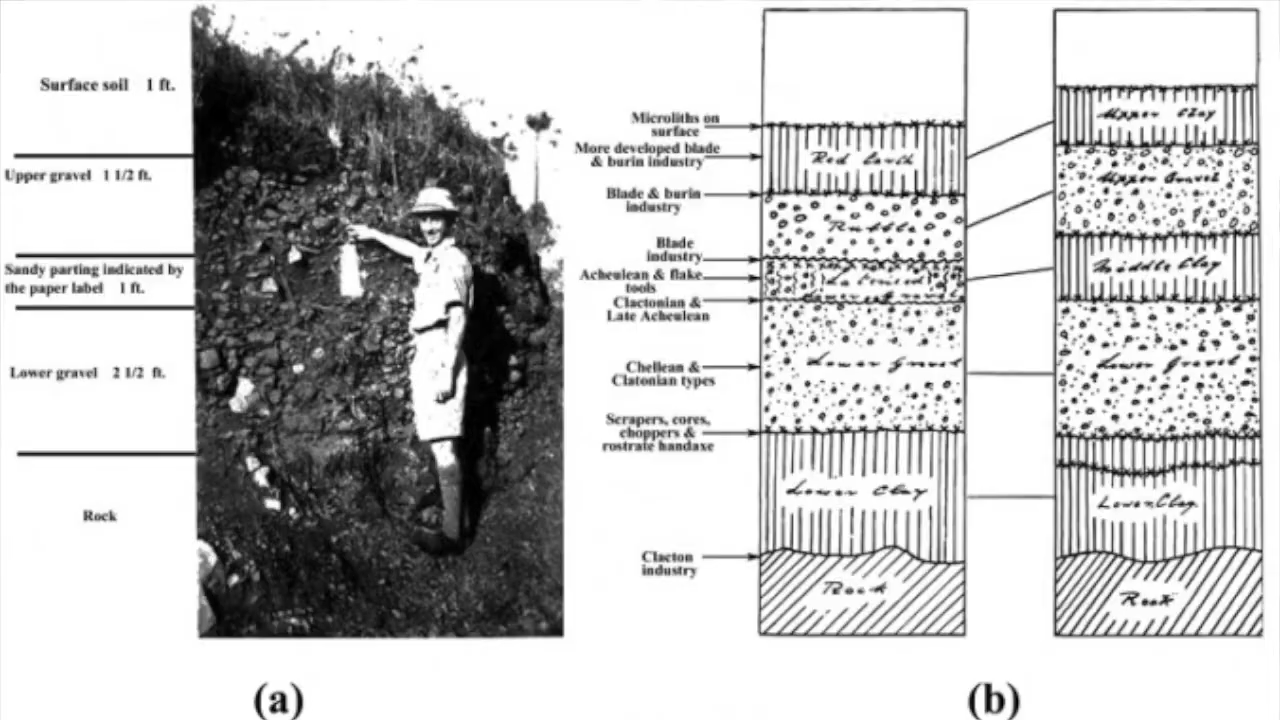 Surface soil 1 ft.
Upper gravel 1 1/2 ft.
Sandy parting indicated by
the paper label 1 ft.
Lower gravel 2 1/2 ft.
Rock
(a)
Microliths on
surface
More developed blade
& burin industry
Blade & burin
industry
Blade
industry
Acheulean & flake
tools
Clactonian &
Late Acheulean
Chellean &
Clatonian types
Scrapers, cores,
choppers &
rostrate handaxe
Clacton
industry
Red Earth
Rubble
Lower Gravel
Lower Clay
Rock
Upper Clay
Upper Gravel
Middle Clay
Lower Gravel
Lower Clay
Rock
(b)